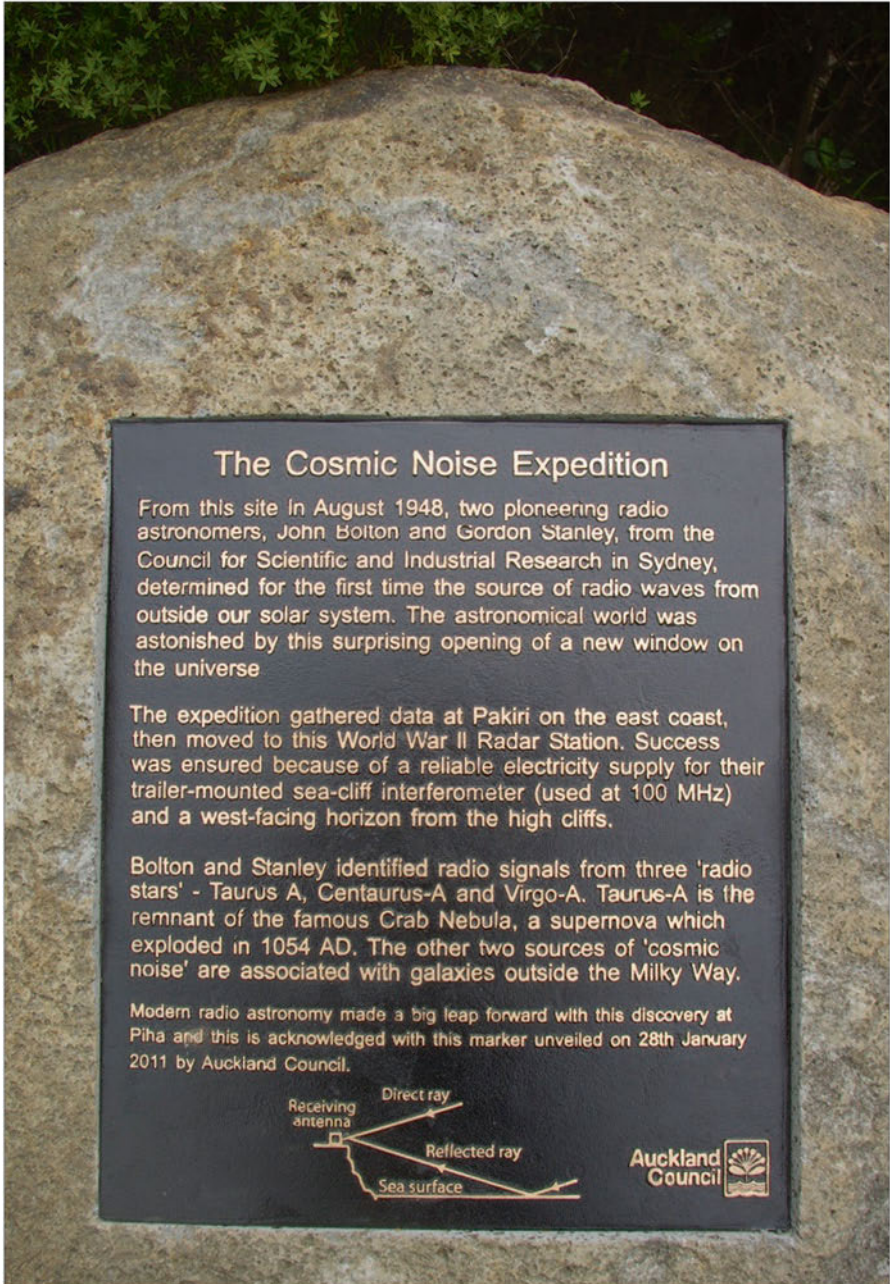 The Cosmic Noise Expedition
From this site in August 1948, two pioneering radio
astronomers, John Bolton and Gordon Stanley, from the
Council for Scientific and Industrial Research in Sydney,
determined for the first time the source of radio waves from
outside our solar system. The astronomical world was
astonished by this surprising opening of a new window on
the universe
The expedition gathered data at Pakiri on the east coast,
then moved to this World War II Radar Station. Success
was ensured because of a reliable electricity supply for their
trailer-mounted sea-cliff interferometer (used at 100 MHz)
and a west-facing horizon from the high cliffs.
Bolton and Stanley identified radio signals from three 'radio
stars' - Taurus A, Centaurus-A and Virgo-A. Taurus-A is the
remnant of the famous Crab Nebula, a supernova which
exploded in 1054 AD. The other two sources of 'cosmic
noise' are associated with galaxies outside the Milky Way.
Modern radio astronomy made a big leap forward with this discovery at
Piha and this is acknowledged with this marker unveiled on 28th January
2011 by Auckland Council.
Direct ray
Receiving
antenna
Reflected ray
Sea surface
Auckland
Council